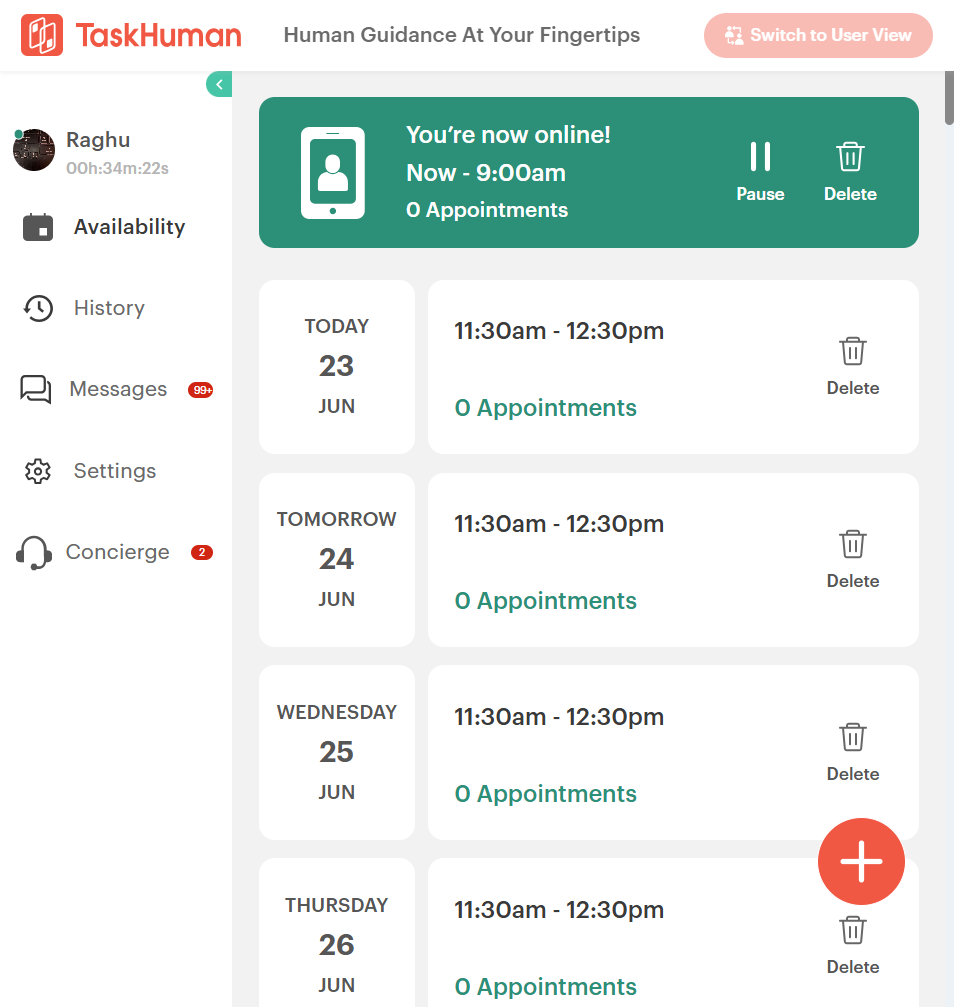 TaskHuman
Human Guidance At Your Fingertips
Switch to User View
Raghu
00h:34m:22s
Availability
History
Messages
99+
Settings
Concierge
2
You're now online!
Now - 9:00am
0 Appointments
Pause
Delete
TODAY
23
JUN
11:30am - 12:30pm
0 Appointments
Delete
TOMORROW
24
JUN
11:30am - 12:30pm
0 Appointments
Delete
WEDNESDAY
25
JUN
11:30am - 12:30pm
0 Appointments
Delete
THURSDAY
26
JUN
11:30am - 12:30pm
0 Appointments
Delete